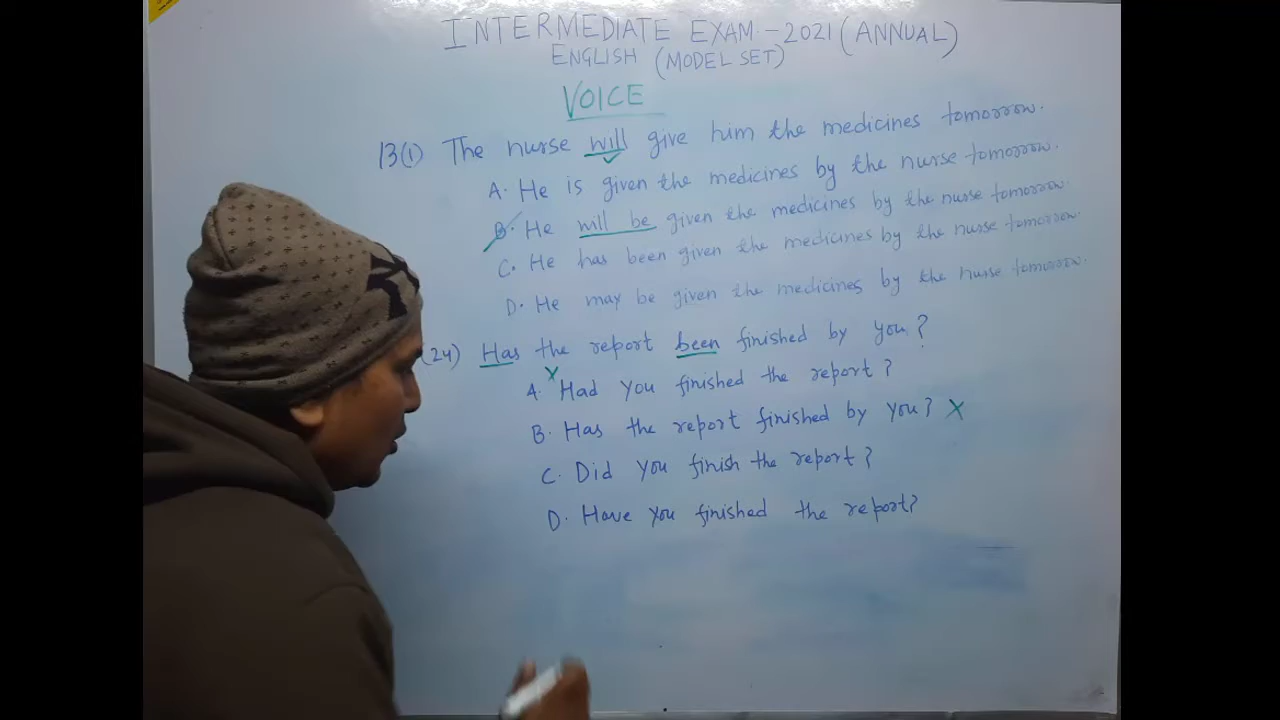 INTERMEDIATE EXAM-2021 (ANNUAL)
ENGLISH (MODEL SET)
VOICE
13(1) The nurse will give him the medicines tomorrow.
A. He is given the medicines by the nurse tomorrow.
B. He will be given the medicines by the nurse tomorrow.
C. He has been given the medicines by the nurse tomorrow.
D. He may be given the medicines by the nurse tomorrow.
(24) Has the report been finished by you?
A. Had you finished the report?
B. Has the report finished by you? X
C. Did you finish the report?
D. Have you finished the report?